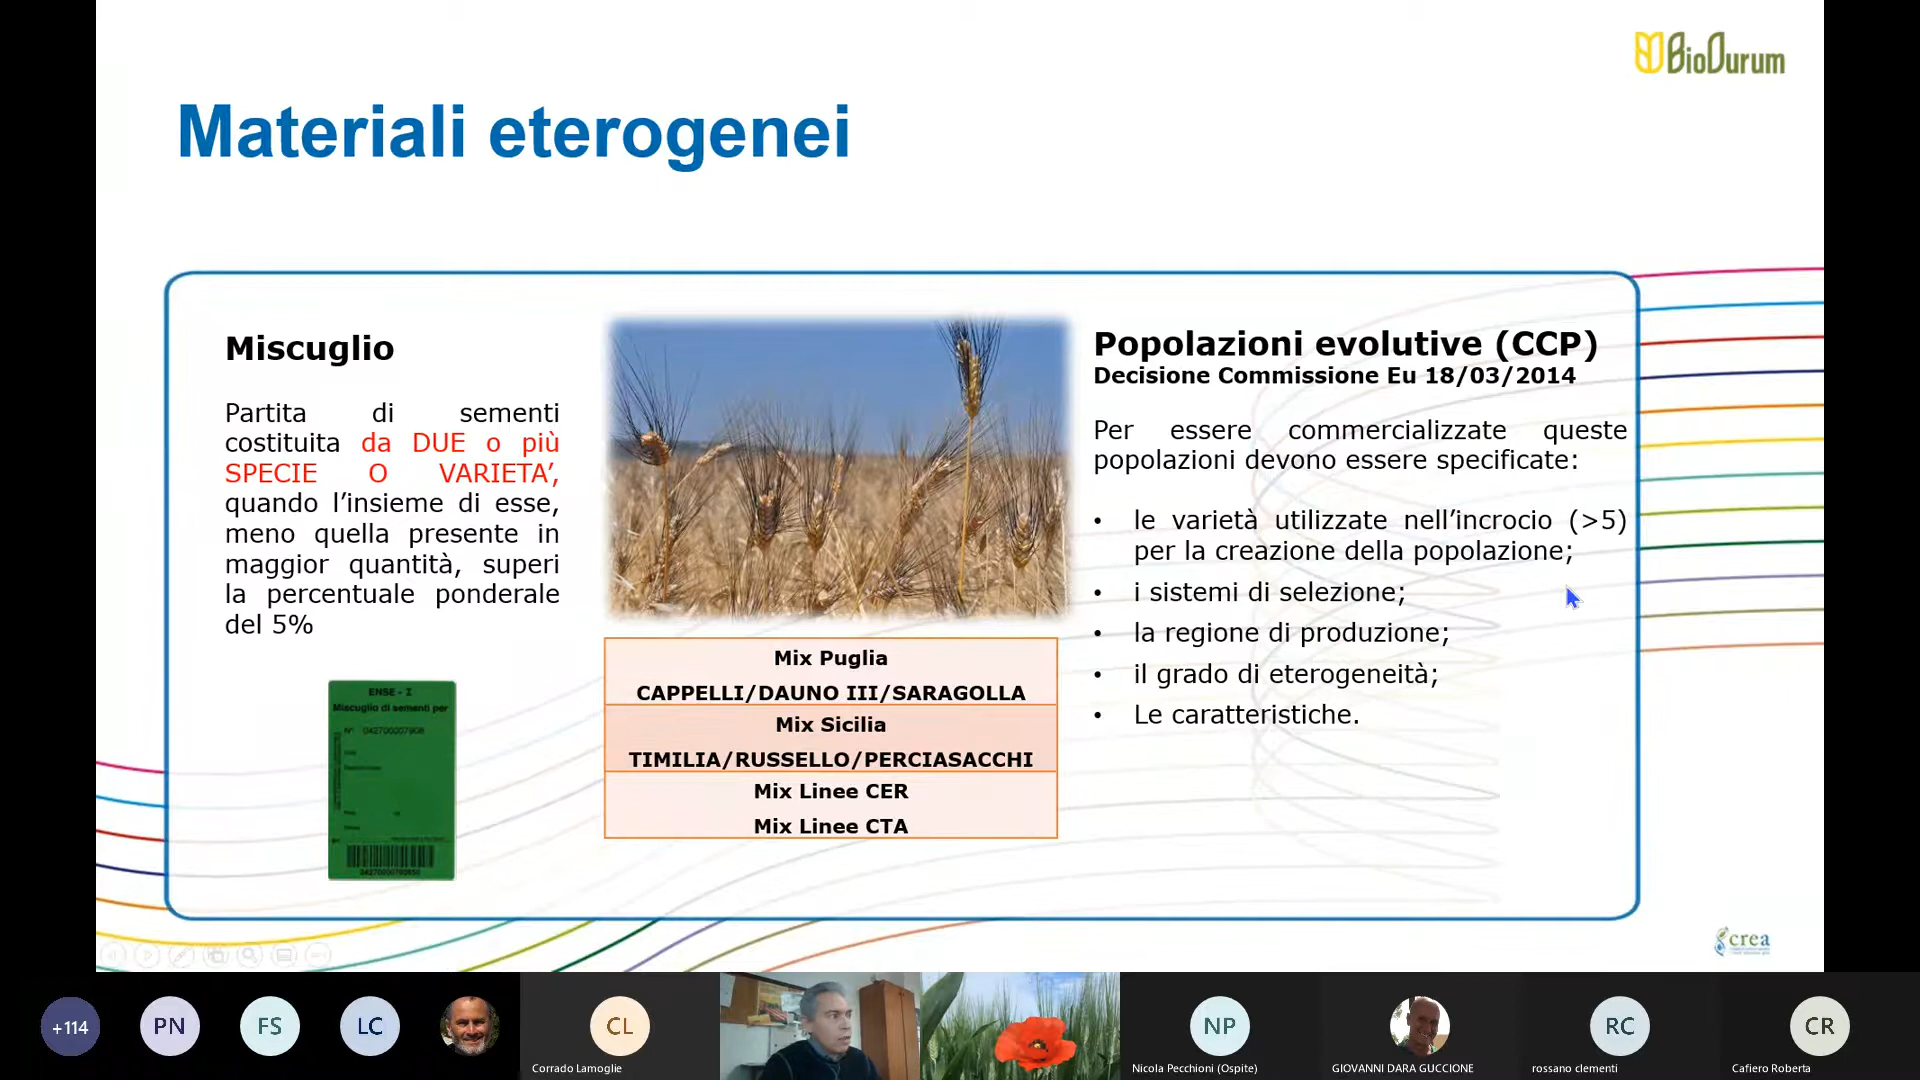 BioDurum
Materiali eterogenei
Miscuglio
Partita di sementi
costituita da DUE o più
SPECIE O VARIETA’,
quando l’insieme di esse,
meno quella presente in
maggior quantità, superi
la percentuale ponderale
del 5%
ENSE - I
Miscuglio di sementi per
Mix Puglia
CAPPELLI/DAUNO III/SARAGOLLA
Mix Sicilia
TIMILIA/RUSSELLO/PERCIASACCHI
Mix Linee CER
Mix Linee CTA
Popolazioni evolutive (CCP)
Decisione Commissione Eu 18/03/2014
Per essere commercializzate queste
popolazioni devono essere specificate:
• le varietà utilizzate nell’incrocio (>5)
per la creazione della popolazione;
• i sistemi di selezione;
• la regione di produzione;
• il grado di eterogeneità;
• Le caratteristiche.
crea
+114
PN
FS
LC
CL
Corrado Lamoglie
NP
Nicola Pecchioni (Ospite)
GIOVANNI DARA GUCCIONE
RC
rossano clementi
CR
Cafiero Roberta